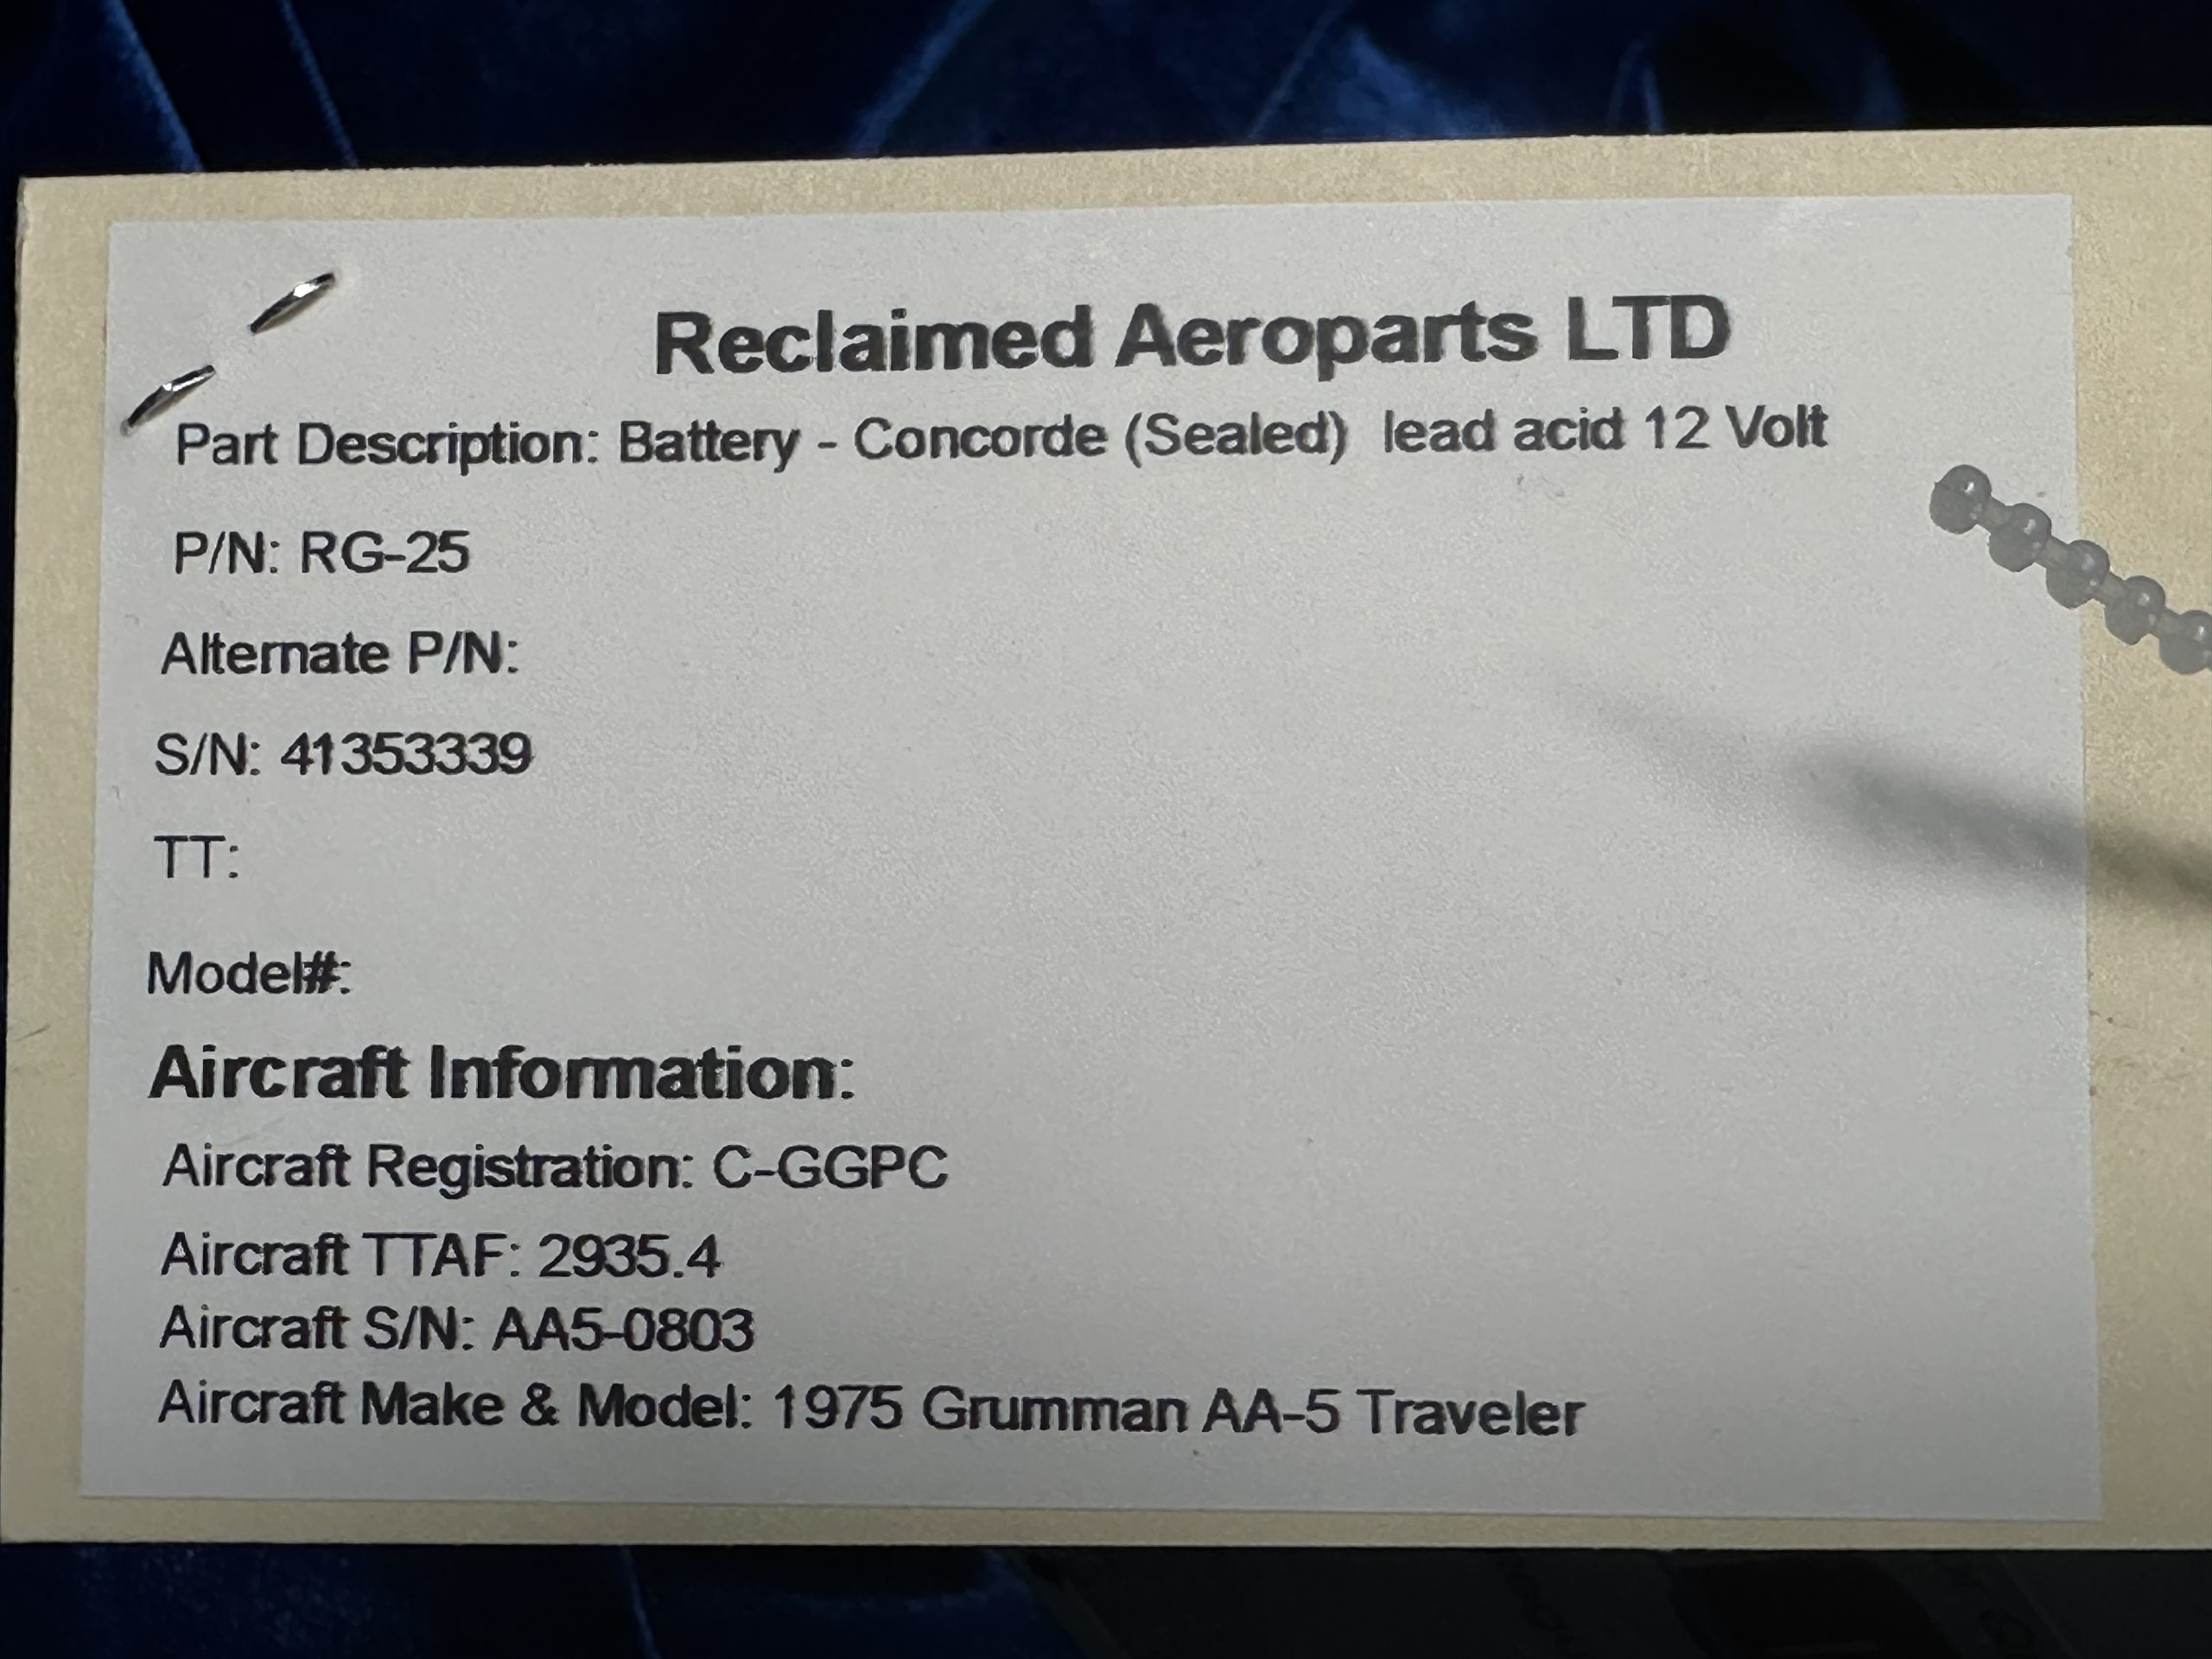 Reclaimed Aeroparts LTD
Part Description: Battery - Concorde (Sealed) lead acid 12 Volt
P/N: RG-25
Alternate P/N:
S/N: 41353339
TT:
Model#:
Aircraft Information:
Aircraft Registration: C-GGPC
Aircraft TTAF: 2935.4
Aircraft S/N: AA5-0803
Aircraft Make & Model: 1975 Grumman AA-5 Traveler